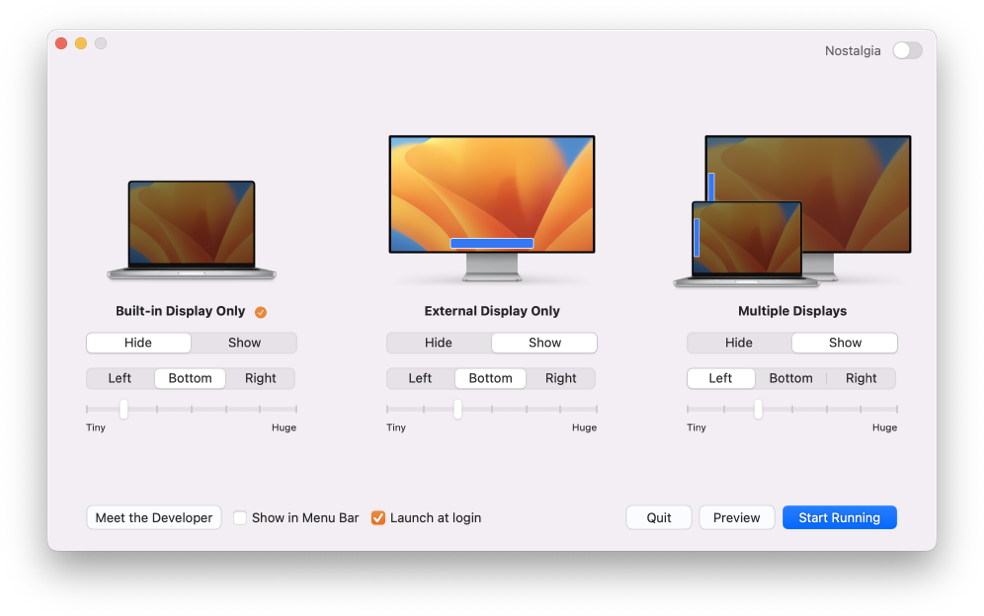 Nostalgia
Built-in Display Only
External Display Only
Multiple Displays
Hide Show
Hide Show
Hide Show
Left Bottom Right
Left Bottom Right
Left Bottom Right
Tiny Huge
Tiny Huge
Tiny Huge
Meet the Developer
Show in Menu Bar
Launch at login
Quit
Preview
Start Running